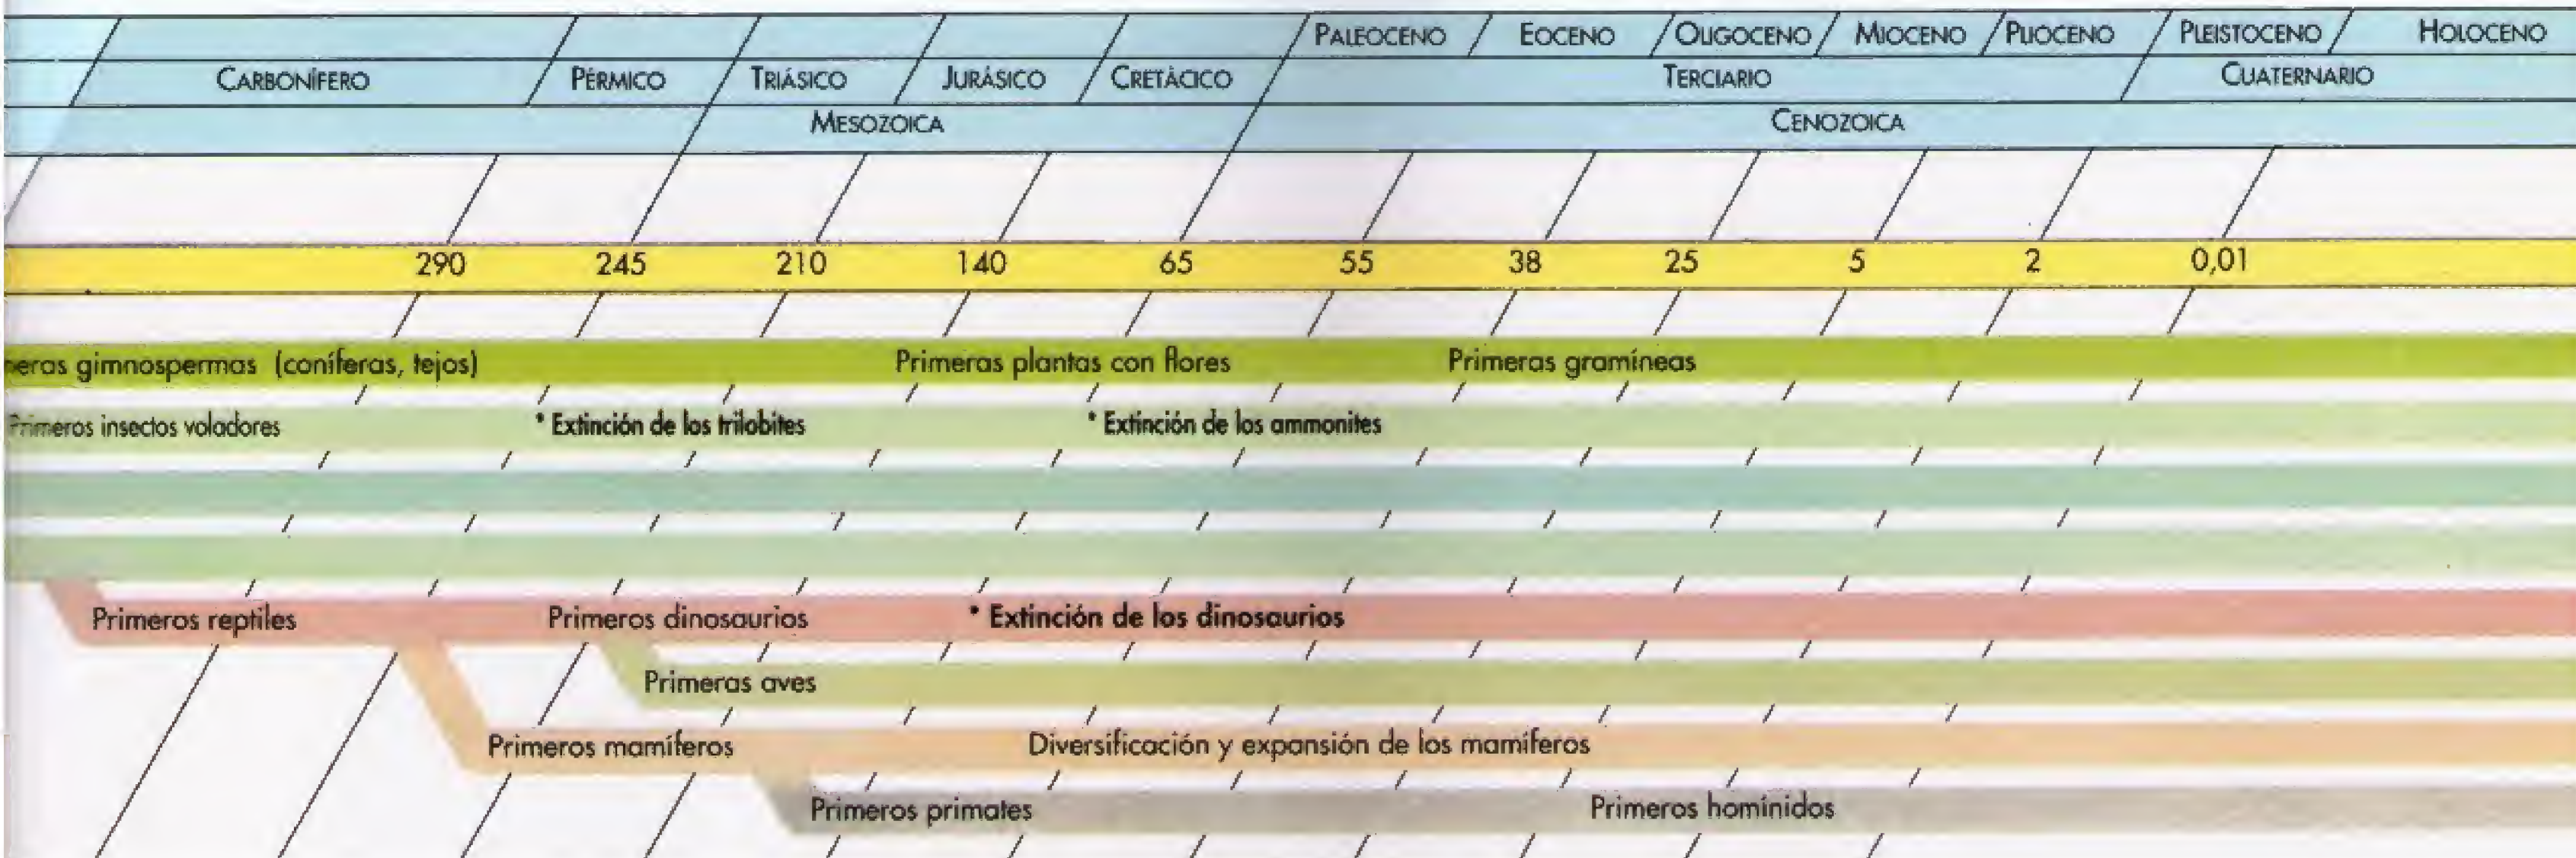 PALEOCENO EOCENO OLIGOCENO MIOCENO PLIOCENO PLEISTOCENO HOLOCENO
CARBONÍFERO PÉRMICO TRIÁSICO JURÁSICO CRETÁCICO TERCIARIO CUATERNARIO
MESOZOICA CENOZOICA
290 245 210 140 65 55 38 25 5 2 0,01
gimnospermas (coníferas, tejos) Primeras plantas con flores Primeras gramíneas
Primeros insectos voladores * Extinción de los trilobites * Extinción de los ammonites
Primeros reptiles Primeros dinosaurios * Extinción de los dinosaurios
Primeras aves
Primeros mamíferos Diversificación y expansión de los mamíferos
Primeros primates Primeros homínidos